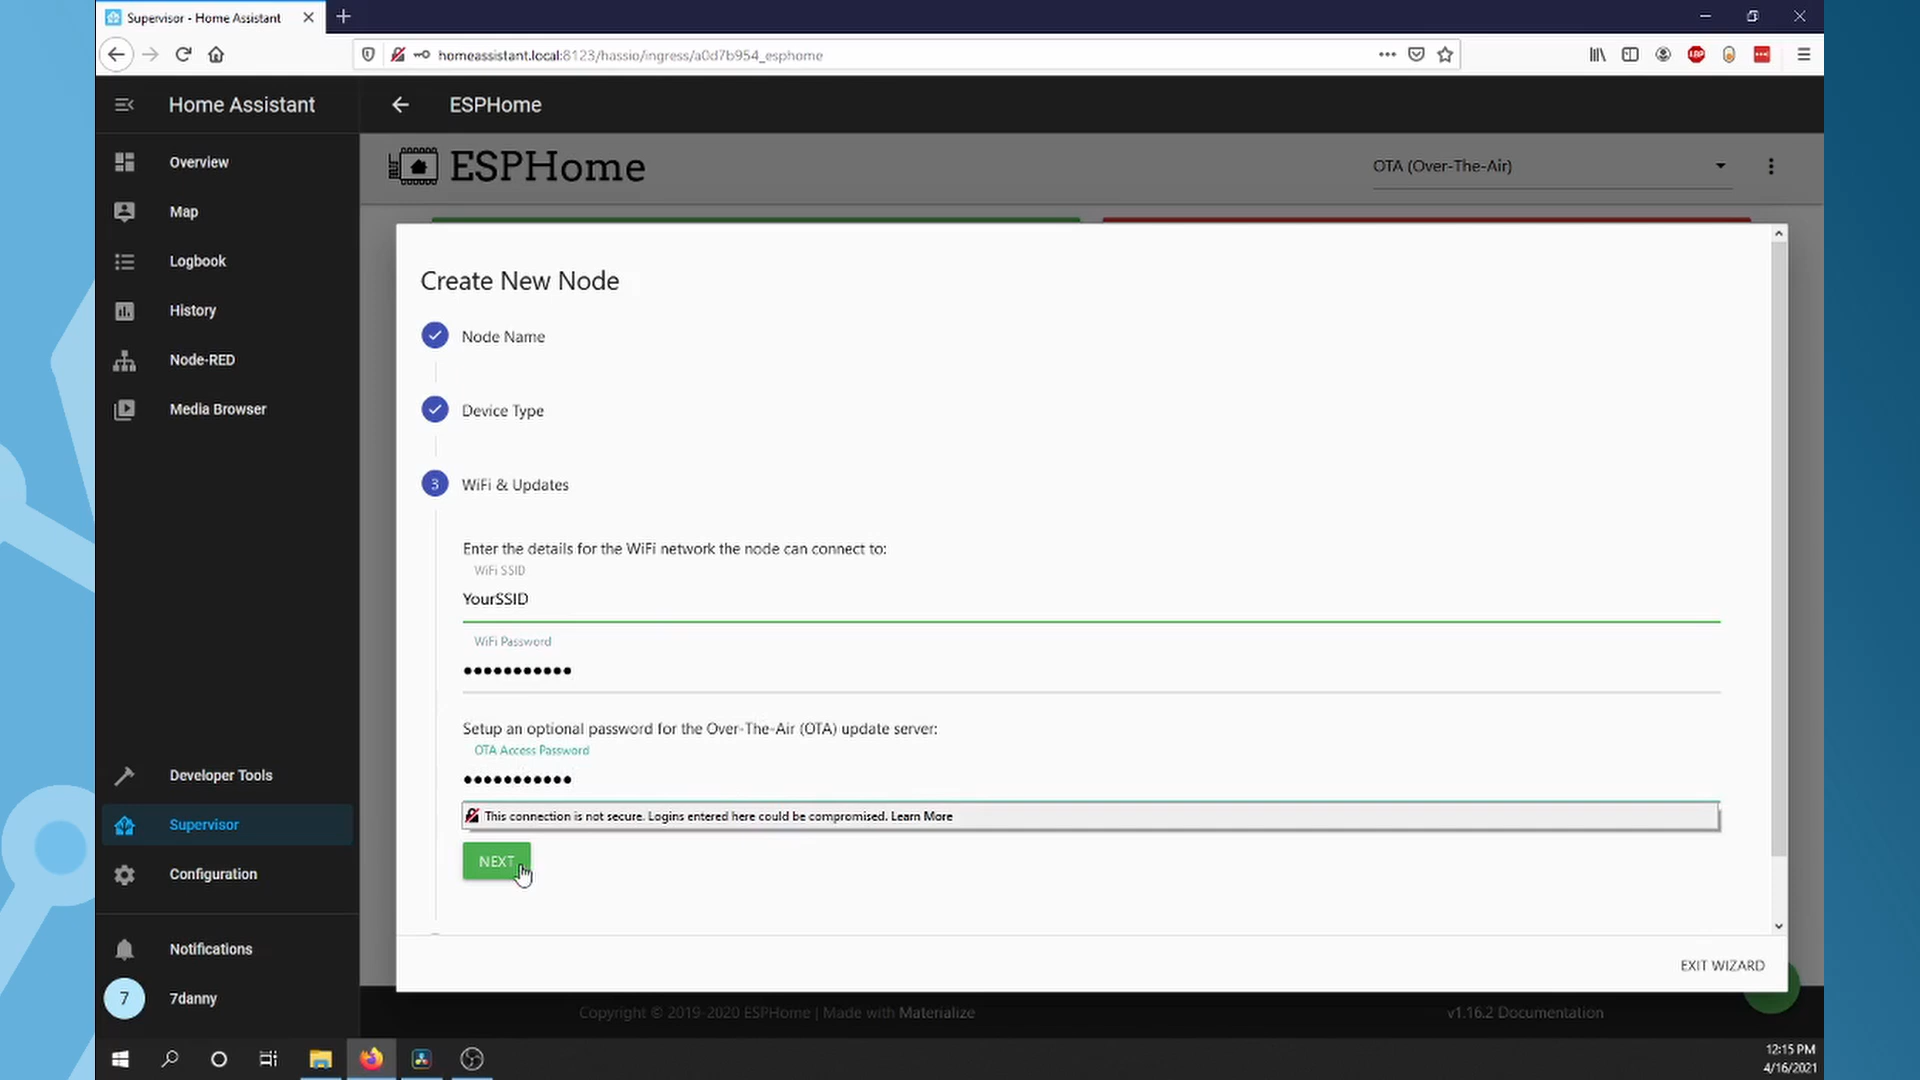 Supervisor - Home Assistant
homeassistant.local:8123/hassio/ingress/a0d7b954_esphome
Home Assistant
ESPHome
Overview
Map
Logbook
History
Node-RED
Media Browser
Developer Tools
Supervisor
Configuration
Notifications
7
7danny
ESPHome
OTA (Over-The-Air)
Create New Node
Node Name
Device Type
3
WiFi & Updates
Enter the details for the WiFi network the node can connect to:
WiFi SSID
YourSSID
WiFi Password
●●●●●●●●●●●
Setup an optional password for the Over-The-Air (OTA) update server:
OTA Access Password
●●●●●●●●●●●
This connection is not secure. Logins entered here could be compromised. Learn More
NEXT
EXIT WIZARD
Copyright © 2019-2020 ESPHome | Made with Materialize
v1.16.2 Documentation
12:15 PM
4/16/2021